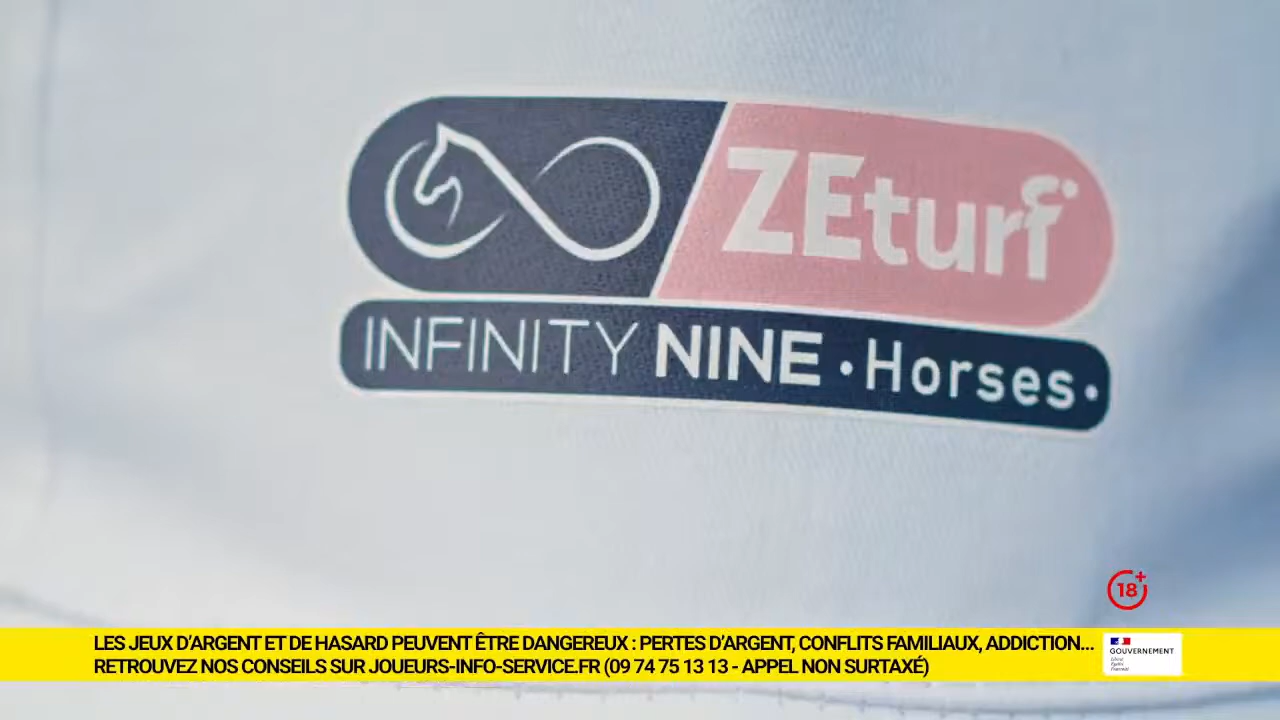 ZEturf
INFINITY NINE • Horses •
18+
LES JEUX D'ARGENT ET DE HASARD PEUVENT ÊTRE DANGEREUX : PERTES D'ARGENT, CONFLITS FAMILIAUX, ADDICTION...
RETROUVEZ NOS CONSEILS SUR JOUEURS-INFO-SERVICE.FR (09 74 75 13 13 - APPEL NON SURTAXÉ)
GOUVERNEMENT